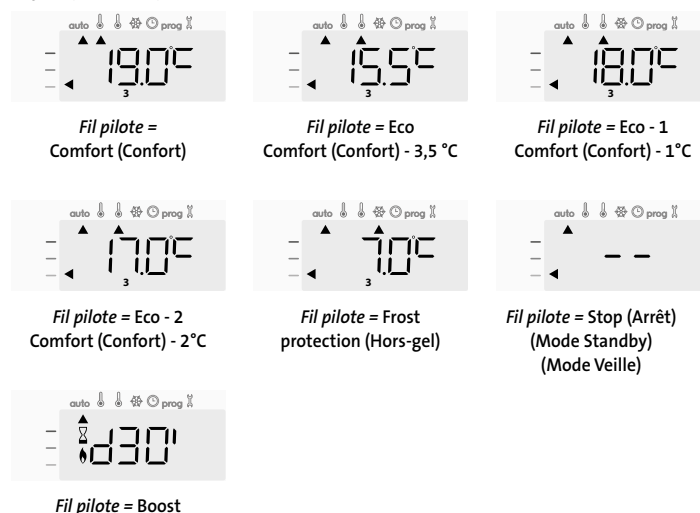 auto prog
19.0°C
3
Fil pilote =
Comfort (Confort)
auto prog
15.5°C
3
Fil pilote = Eco
Comfort (Confort) - 3,5 °C
auto prog
18.0°C
3
Fil pilote = Eco - 1
Comfort (Confort) - 1°C
auto prog
17.0°C
3
Fil pilote = Eco - 2
Comfort (Confort) - 2°C
auto prog
7.0°C
3
Fil pilote = Frost
protection (Hors-gel)
auto prog
- -
Fil pilote = Stop (Arrêt)
(Mode Standby)
(Mode Veille)
auto prog
d30'
Fil pilote = Boost